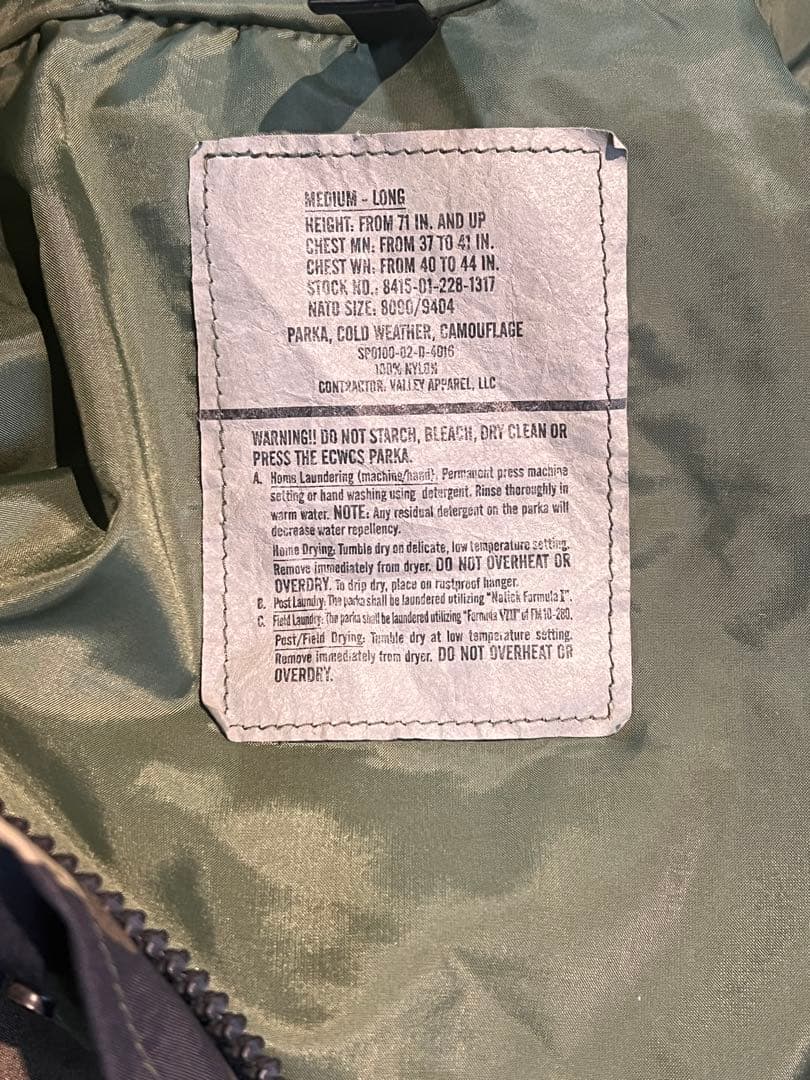 MEDIUM - LONG
HEIGHT: FROM 71 IN. AND UP
CHEST MN: FROM 37 TO 41 IN.
CHEST WN: FROM 40 TO 44 IN.
STOCK NO.: 8415-01-228-1317
NATO SIZE: 8090/9404
PARKA, COLD WEATHER, CAMOUFLAGE
SPO100-02-D-4016
100% NYLON
CONTRACTOR: VALLEY APPAREL, LLC
WARNING!! DO NOT STARCH, BLEACH, DRY CLEAN OR
PRESS THE ECWCS PARKA.
A. Home Laundering (machine/hand). Permanent press machine
setting or hand washing using detergent. Rinse thoroughly in
warm water. NOTE: Any residual detergent on the parka will
decrease water repellency.
Home Drying: Tumble dry on delicate, low temperature setting.
Remove immediately from dryer. DO NOT OVERHEAT OR
OVERDRY. To drip dry, place on rustproof hanger.
B. Post Laundry: The parka shall be laundered utilizing "Natick Formula I".
C. Field Laundry: The parka shall be laundered utilizing "Formula VIII" of FM 10-280.
Post/Field Drying: Tumble dry at low temperature setting.
Remove immediately from dryer. DO NOT OVERHEAT OR
OVERDRY.